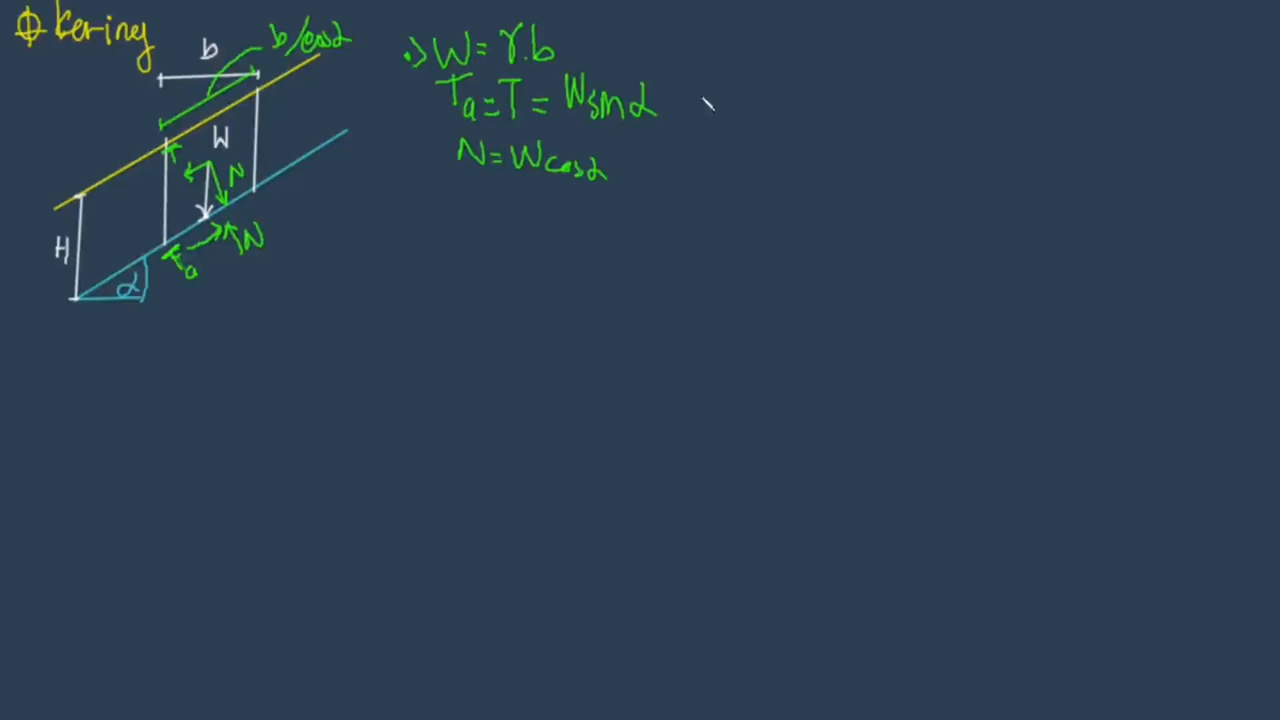 Kering
b
b/cosα
W
N
H
α
Ta
N
W = γ.b
Ta = T = W sin α
N = W cos α